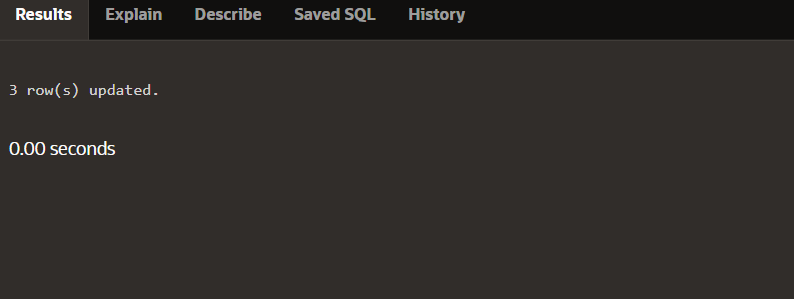 Results Explain Describe Saved SQL History
3 row(s) updated.
0.00 seconds